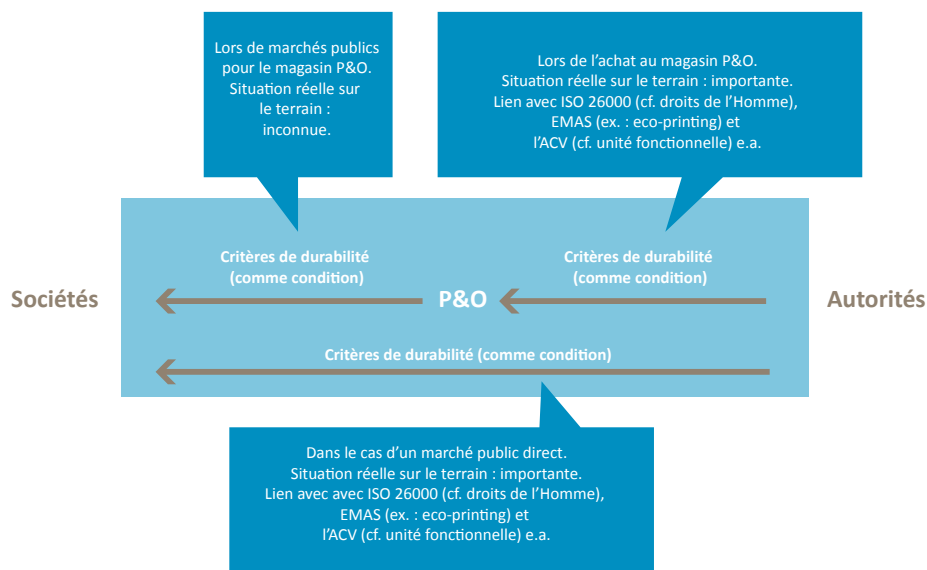 Lors de marchés publics
pour le magasin P&O.
Situation réelle sur
le terrain :
inconnue.
Lors de l’achat au magasin P&O.
Situation réelle sur le terrain : importante.
Lien avec ISO 26000 (cf. droits de l’Homme),
EMAS (ex. : eco-printing) et
l’ACV (cf. unité fonctionnelle) e.a.
Critères de durabilité
(comme condition)
Critères de durabilité
(comme condition)
Sociétés
P&O
Autorités
Critères de durabilité (comme condition)
Dans le cas d’un marché public direct.
Situation réelle sur le terrain : importante.
Lien avec avec ISO 26000 (cf. droits de l’Homme),
EMAS (ex. : eco-printing) et
l’ACV (cf. unité fonctionnelle) e.a.